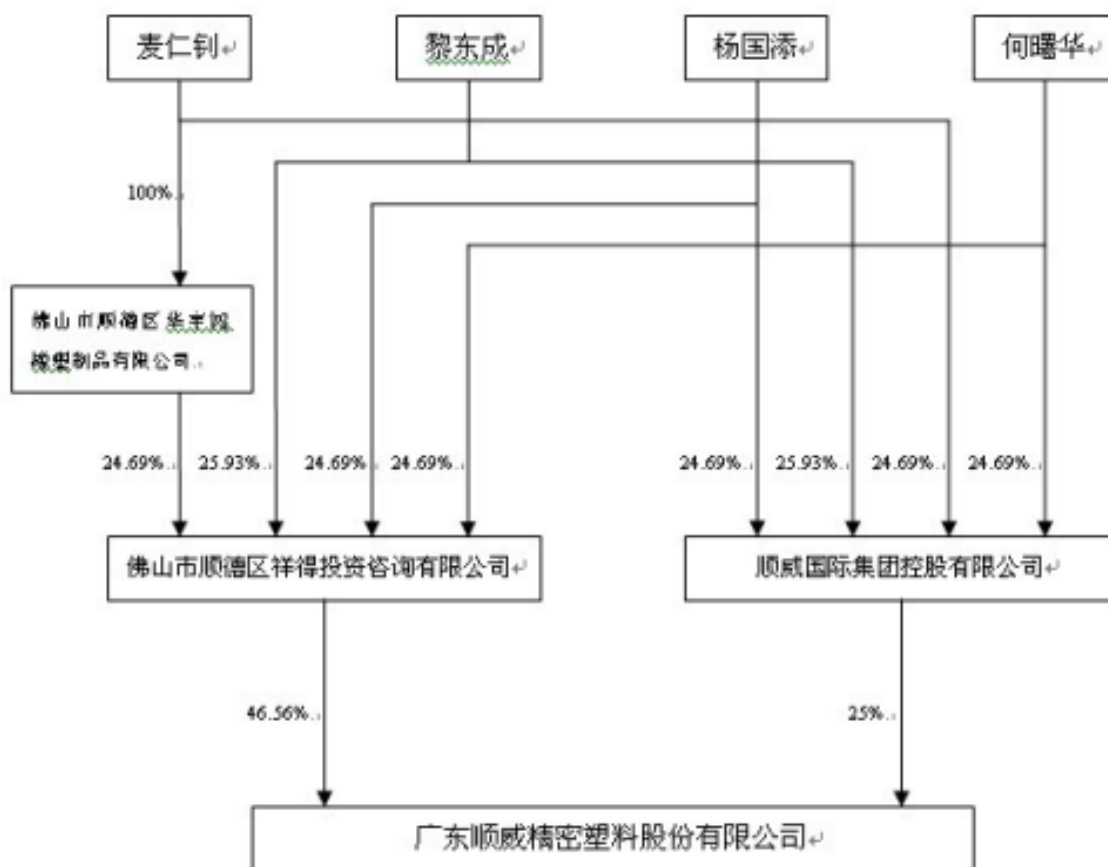 麦仁钊
黎东成
杨国添
何曙华
100%
佛山市顺德区华宇城
橡塑制品有限公司
24.69%
25.93%
24.69%
24.69%
24.69%
25.93%
24.69%
24.69%
佛山市顺德区祥得投资咨询有限公司
顺威国际集团控股有限公司
46.56%
25%
广东顺威精密塑料股份有限公司